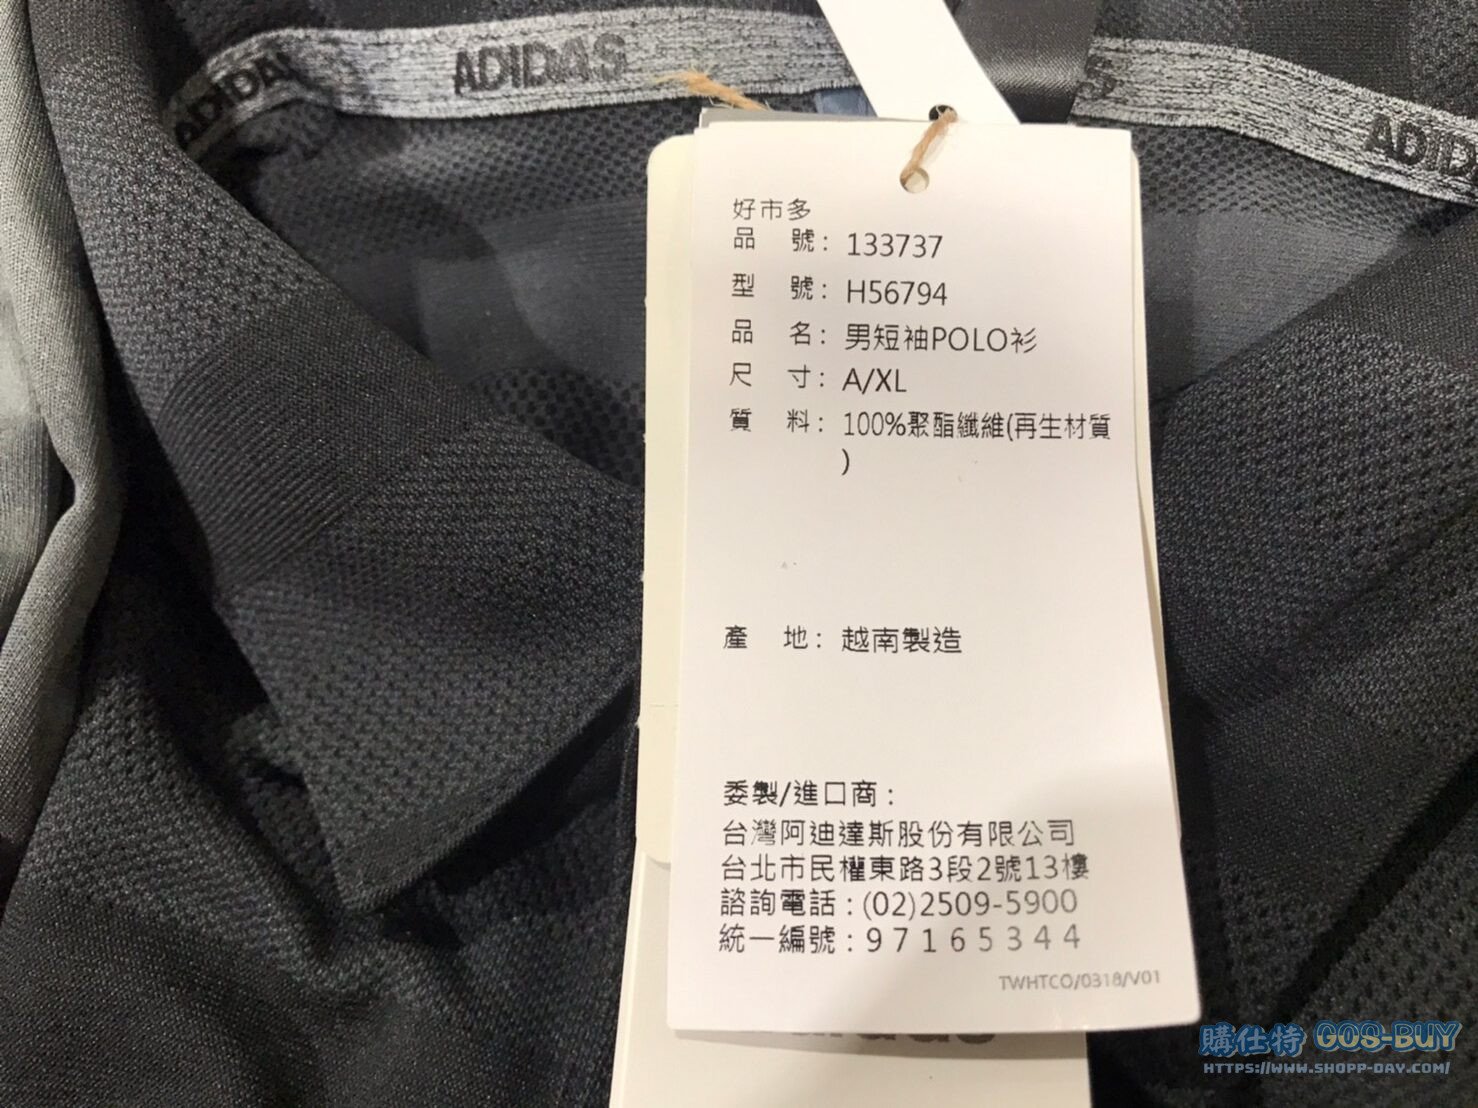 ADIDAS
ADIDAS
ADID
好市多
品 號：133737
型 號：H56794
品 名：男短袖POLO衫
尺 寸：A/XL
質 料：100%聚酯纖維(再生材質
)
產 地：越南製造
委製/進口商：
台灣阿迪達斯股份有限公司
台北市民權東路3段2號13樓
諮詢電話：(02)2509-5900
統一編號：97165344
TWHTCO/0318/V01
購仕特 GOS-BUY
HTTPS://WWW.SHOPP-DAY.COM/